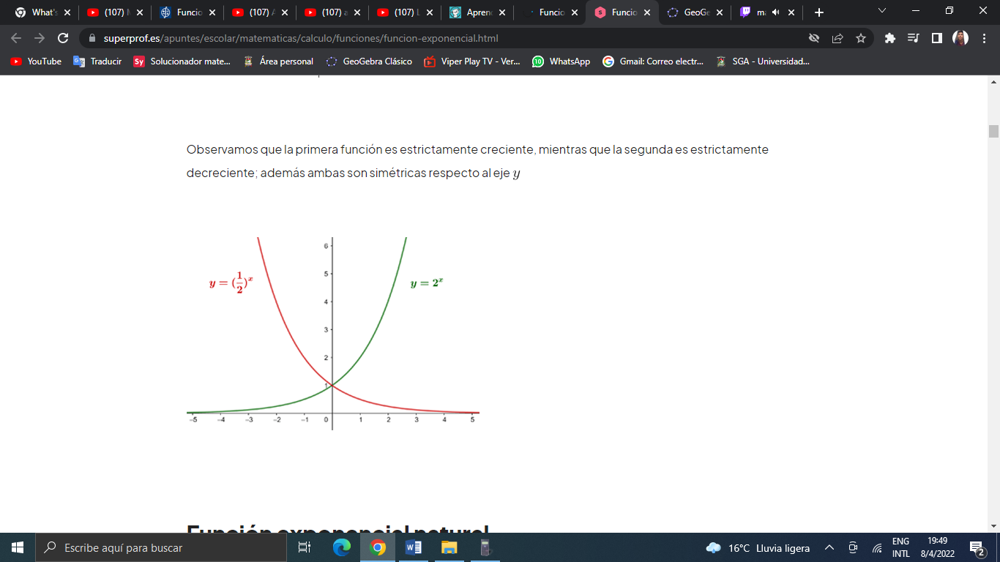 What's
(107) M
Funcio
(107) A
(107) a
(107) L
Aprend
Funcio
Funcio
GeoGe
ma
superprof.es/apuntes/escolar/matematicas/calculo/funciones/funcion-exponencial.html
YouTube
Traducir
Sy
Solucionador mate...
Área personal
GeoGebra Clásico
Viper Play TV - Ver...
10
WhatsApp
Gmail: Correo electr...
SGA - Universidad...
Observamos que la primera función es estrictamente creciente, mientras que la segunda es estrictamente
decreciente; además ambas son simétricas respecto al eje y
y = (1/2)^x
y = 2^x
6
5
4
3
2
1
−5 −4 −3 −2 −1 0 1 2 3 4 5
Función exponencial natural
Escribe aquí para buscar
16°C Lluvia ligera
ENG
INTL
19:49
8/4/2022
2